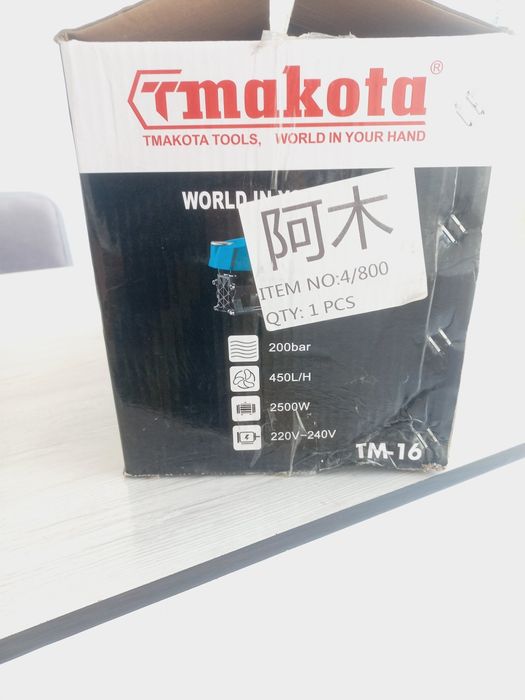 Tmakota®
TMAKOTA TOOLS, WORLD IN YOUR HAND
WORLD IN
阿木
ITEM NO:4/800
QTY: 1 PCS
200bar
450L/H
2500W
220V-240V
TM-16